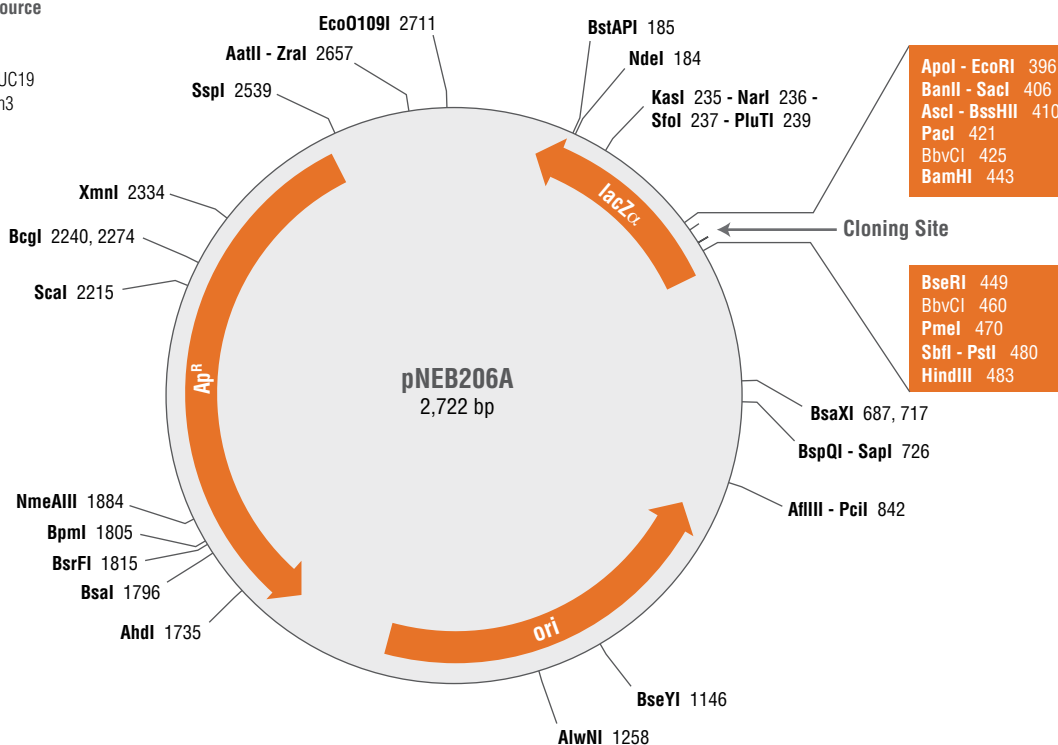 ource
UC19
n3
EcoO109I 2711
AatII - ZraI 2657
SspI 2539
XmnI 2334
BcgI 2240, 2274
ScaI 2215
NmeAIII 1884
BpmI 1805
BsrFI 1815
BsaI 1796
AhdI 1735
BstAPI 185
NdeI 184
KasI 235 - NarI 236 -
SfoI 237 - PluTI 239
ApoI - EcoRI 396
BanII - SacI 406
AscI - BssHII 410
PacI 421
BbvCI 425
BamHI 443
Cloning Site
BseRI 449
BbvCI 460
PmeI 470
SbfI - PstI 480
HindIII 483
BsaXI 687, 717
BspQI - SapI 726
AflIII - PciI 842
BseYI 1146
AlwNI 1258
lacZα
ApR
ori
pNEB206A
2,722 bp